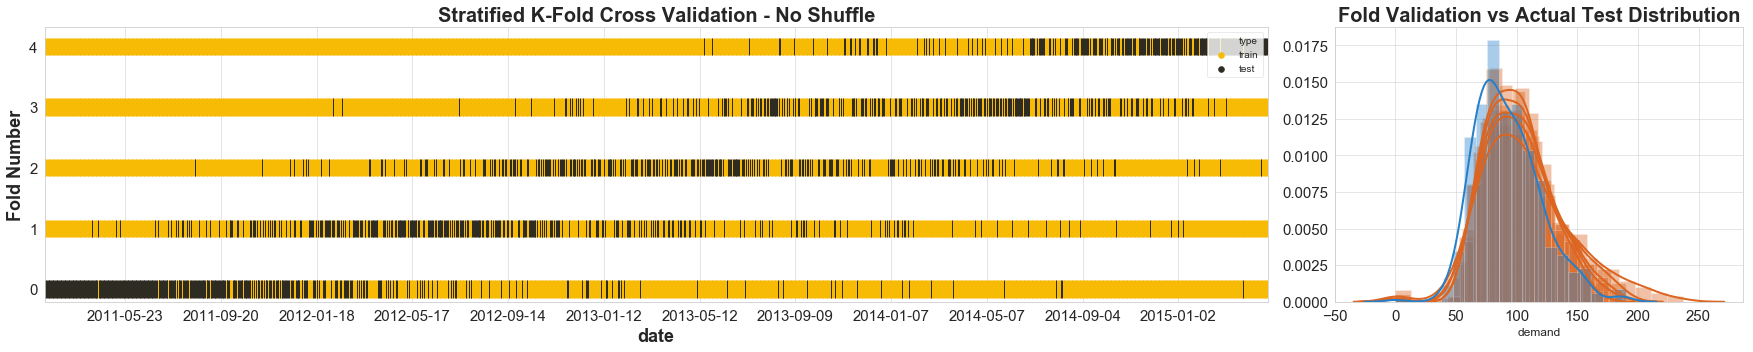 Stratified K-Fold Cross Validation - No Shuffle
Fold Number
4
3
2
1
0
type
train
test
2011-05-23 2011-09-20 2012-01-18 2012-05-17 2012-09-14 2013-01-12 2013-05-12 2013-09-09 2014-01-07 2014-05-07 2014-09-04 2015-01-02
date
Fold Validation vs Actual Test Distribution
0.0175
0.0150
0.0125
0.0100
0.0075
0.0050
0.0025
0.0000
−50 0 50 100 150 200 250
demand